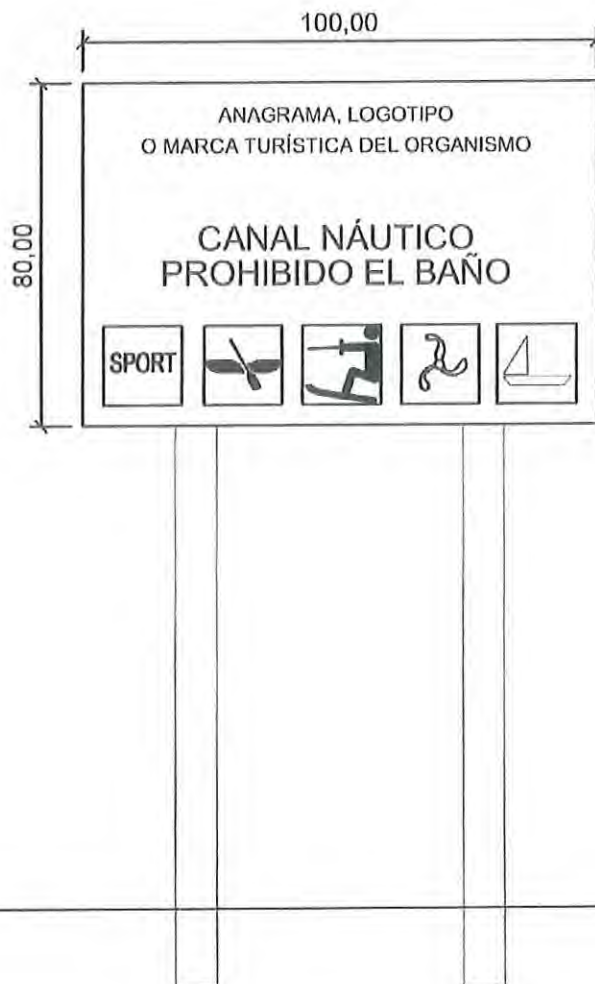 100,00
80,00
ANAGRAMA, LOGOTIPO
O MARCA TURÍSTICA DEL ORGANISMO
CANAL NÁUTICO
PROHIBIDO EL BAÑO
SPORT